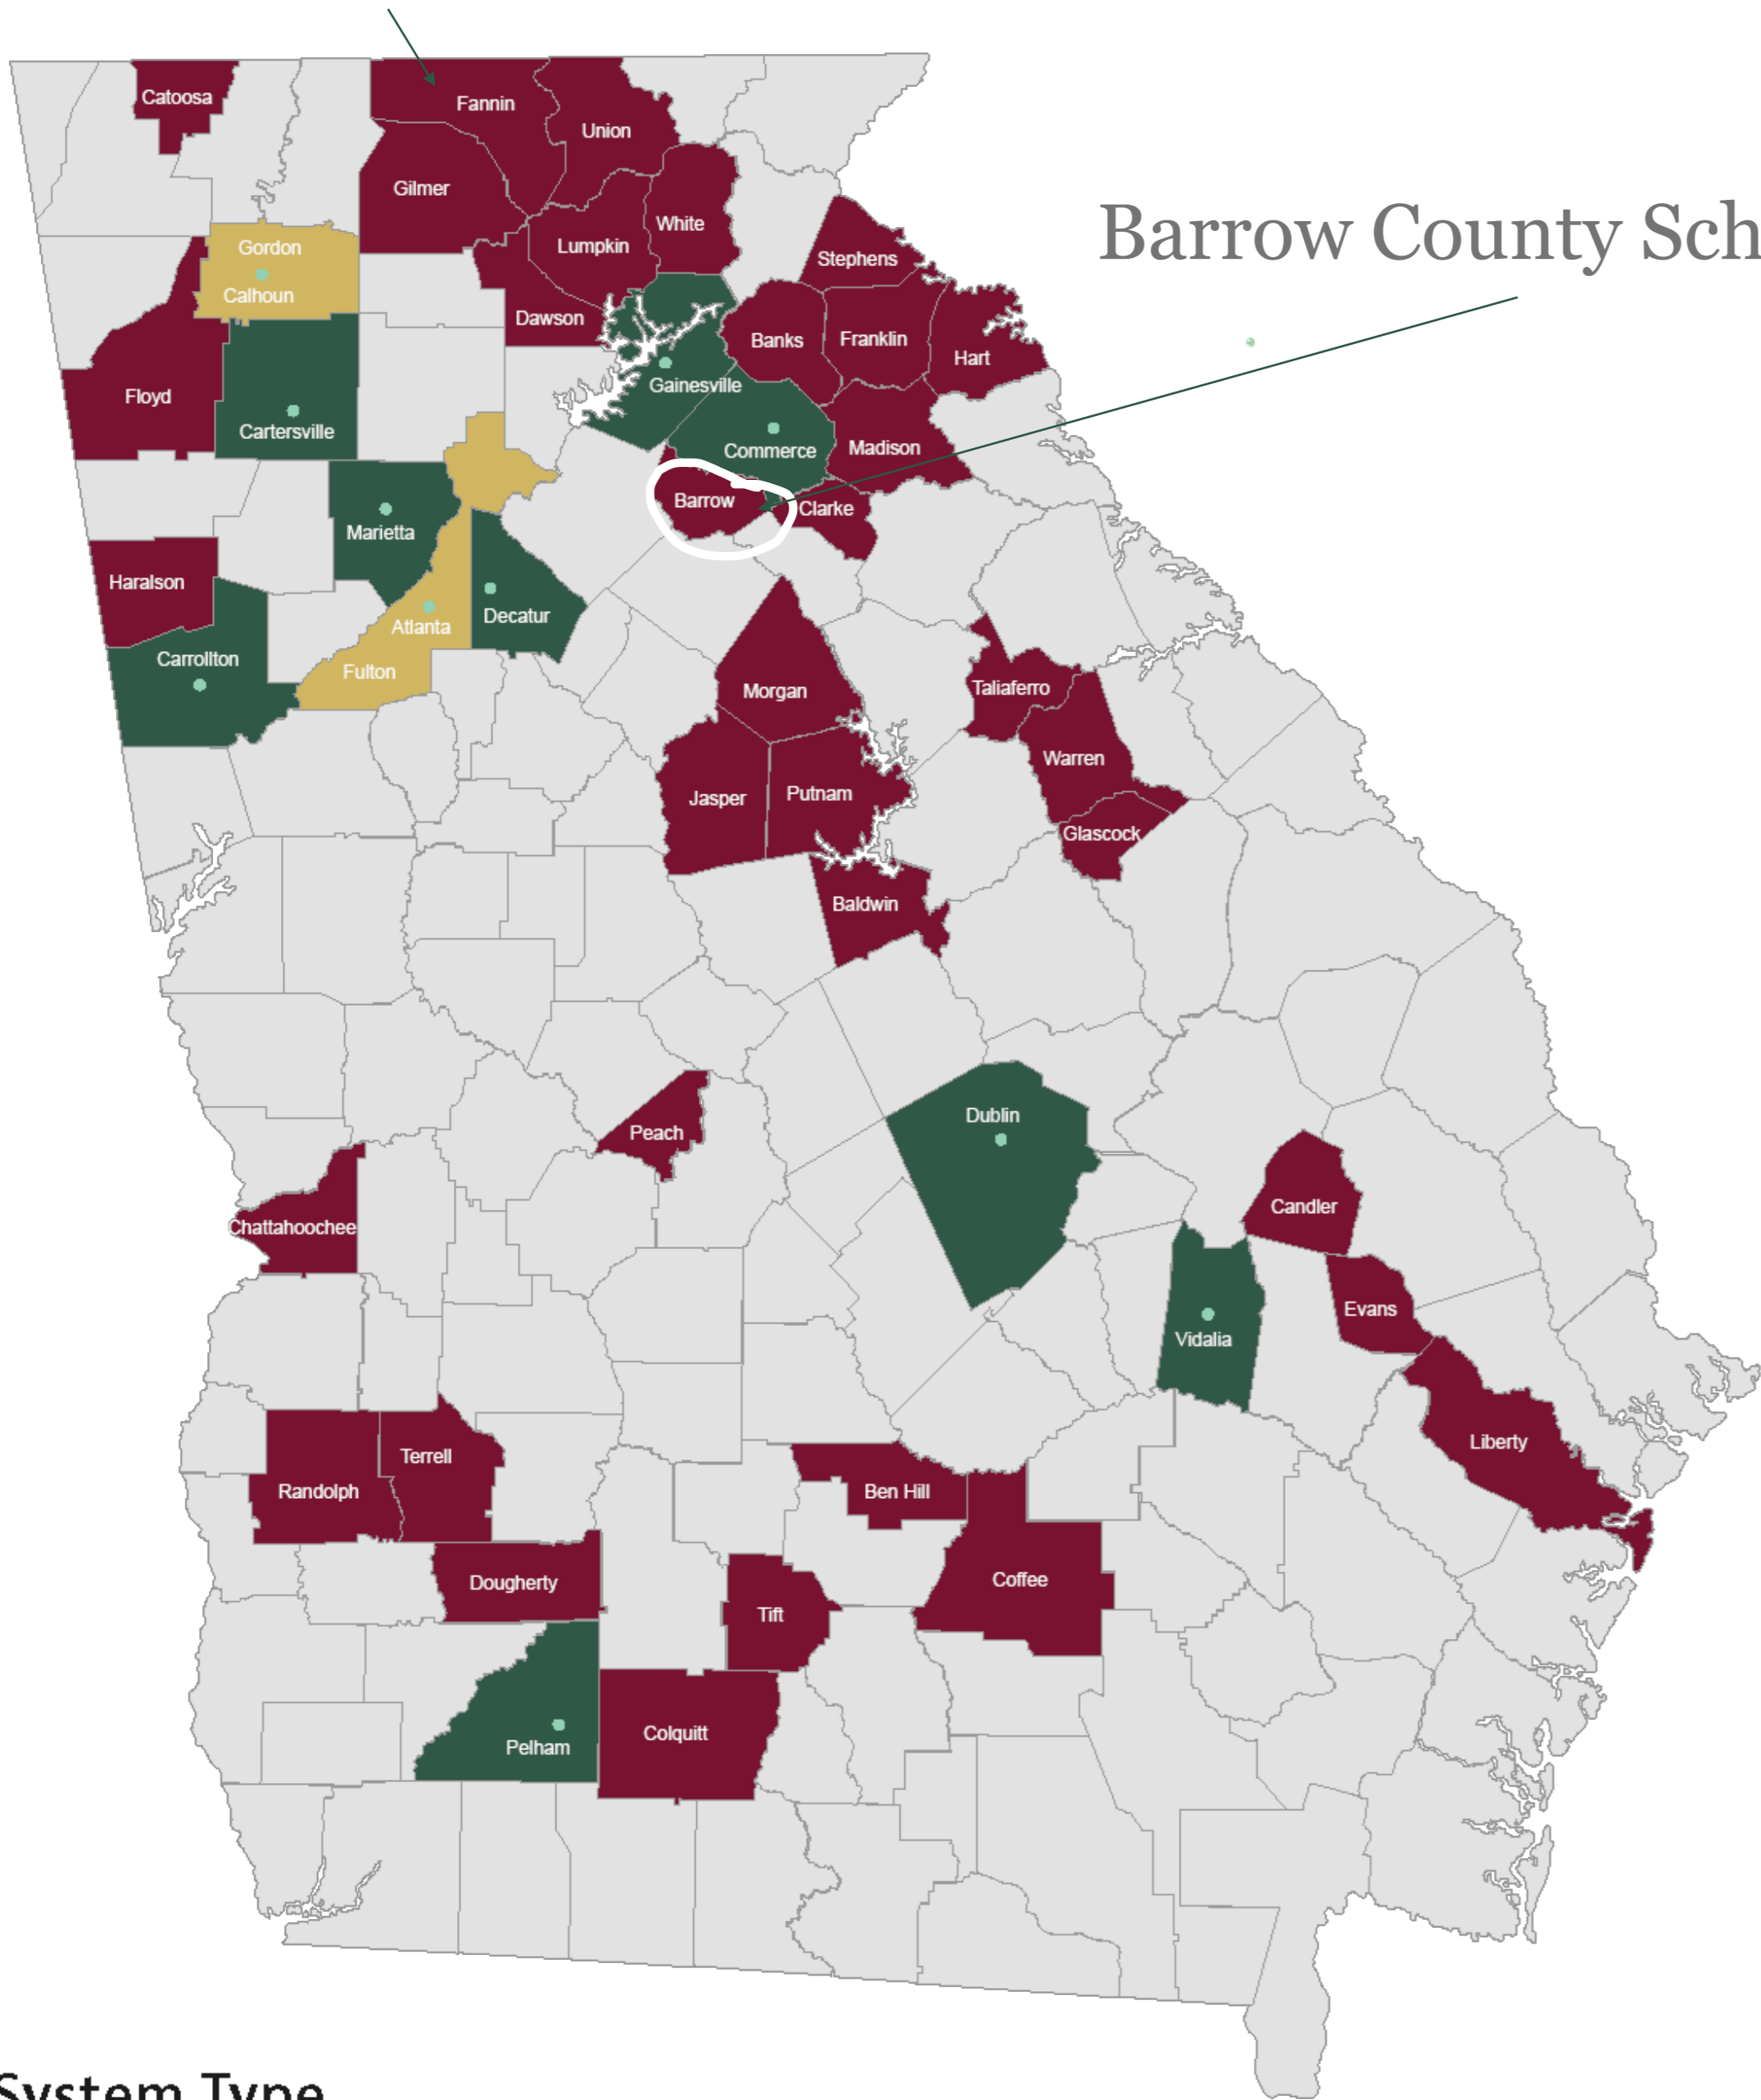 Catoosa
Fannin
Union
Gilmer
White
Lumpkin
Barrow County Sch
Gordon
Stephens
Calhoun
Dawson
Banks
Franklin
Hart
Gainesville
Floyd
Cartersville
Commerce
Madison
Barrow
Clarke
Marietta
Haralson
Decatur
Atlanta
Carrollton
Fulton
Taliaferro
Morgan
Warren
Jasper
Putnam
Glascock
Baldwin
Dublin
Peach
Candler
Chattahoochee
Evans
Vidalia
Liberty
Terrell
Randolph
Ben Hill
Coffee
Dougherty
Tift
Colquitt
Pelham
System Type